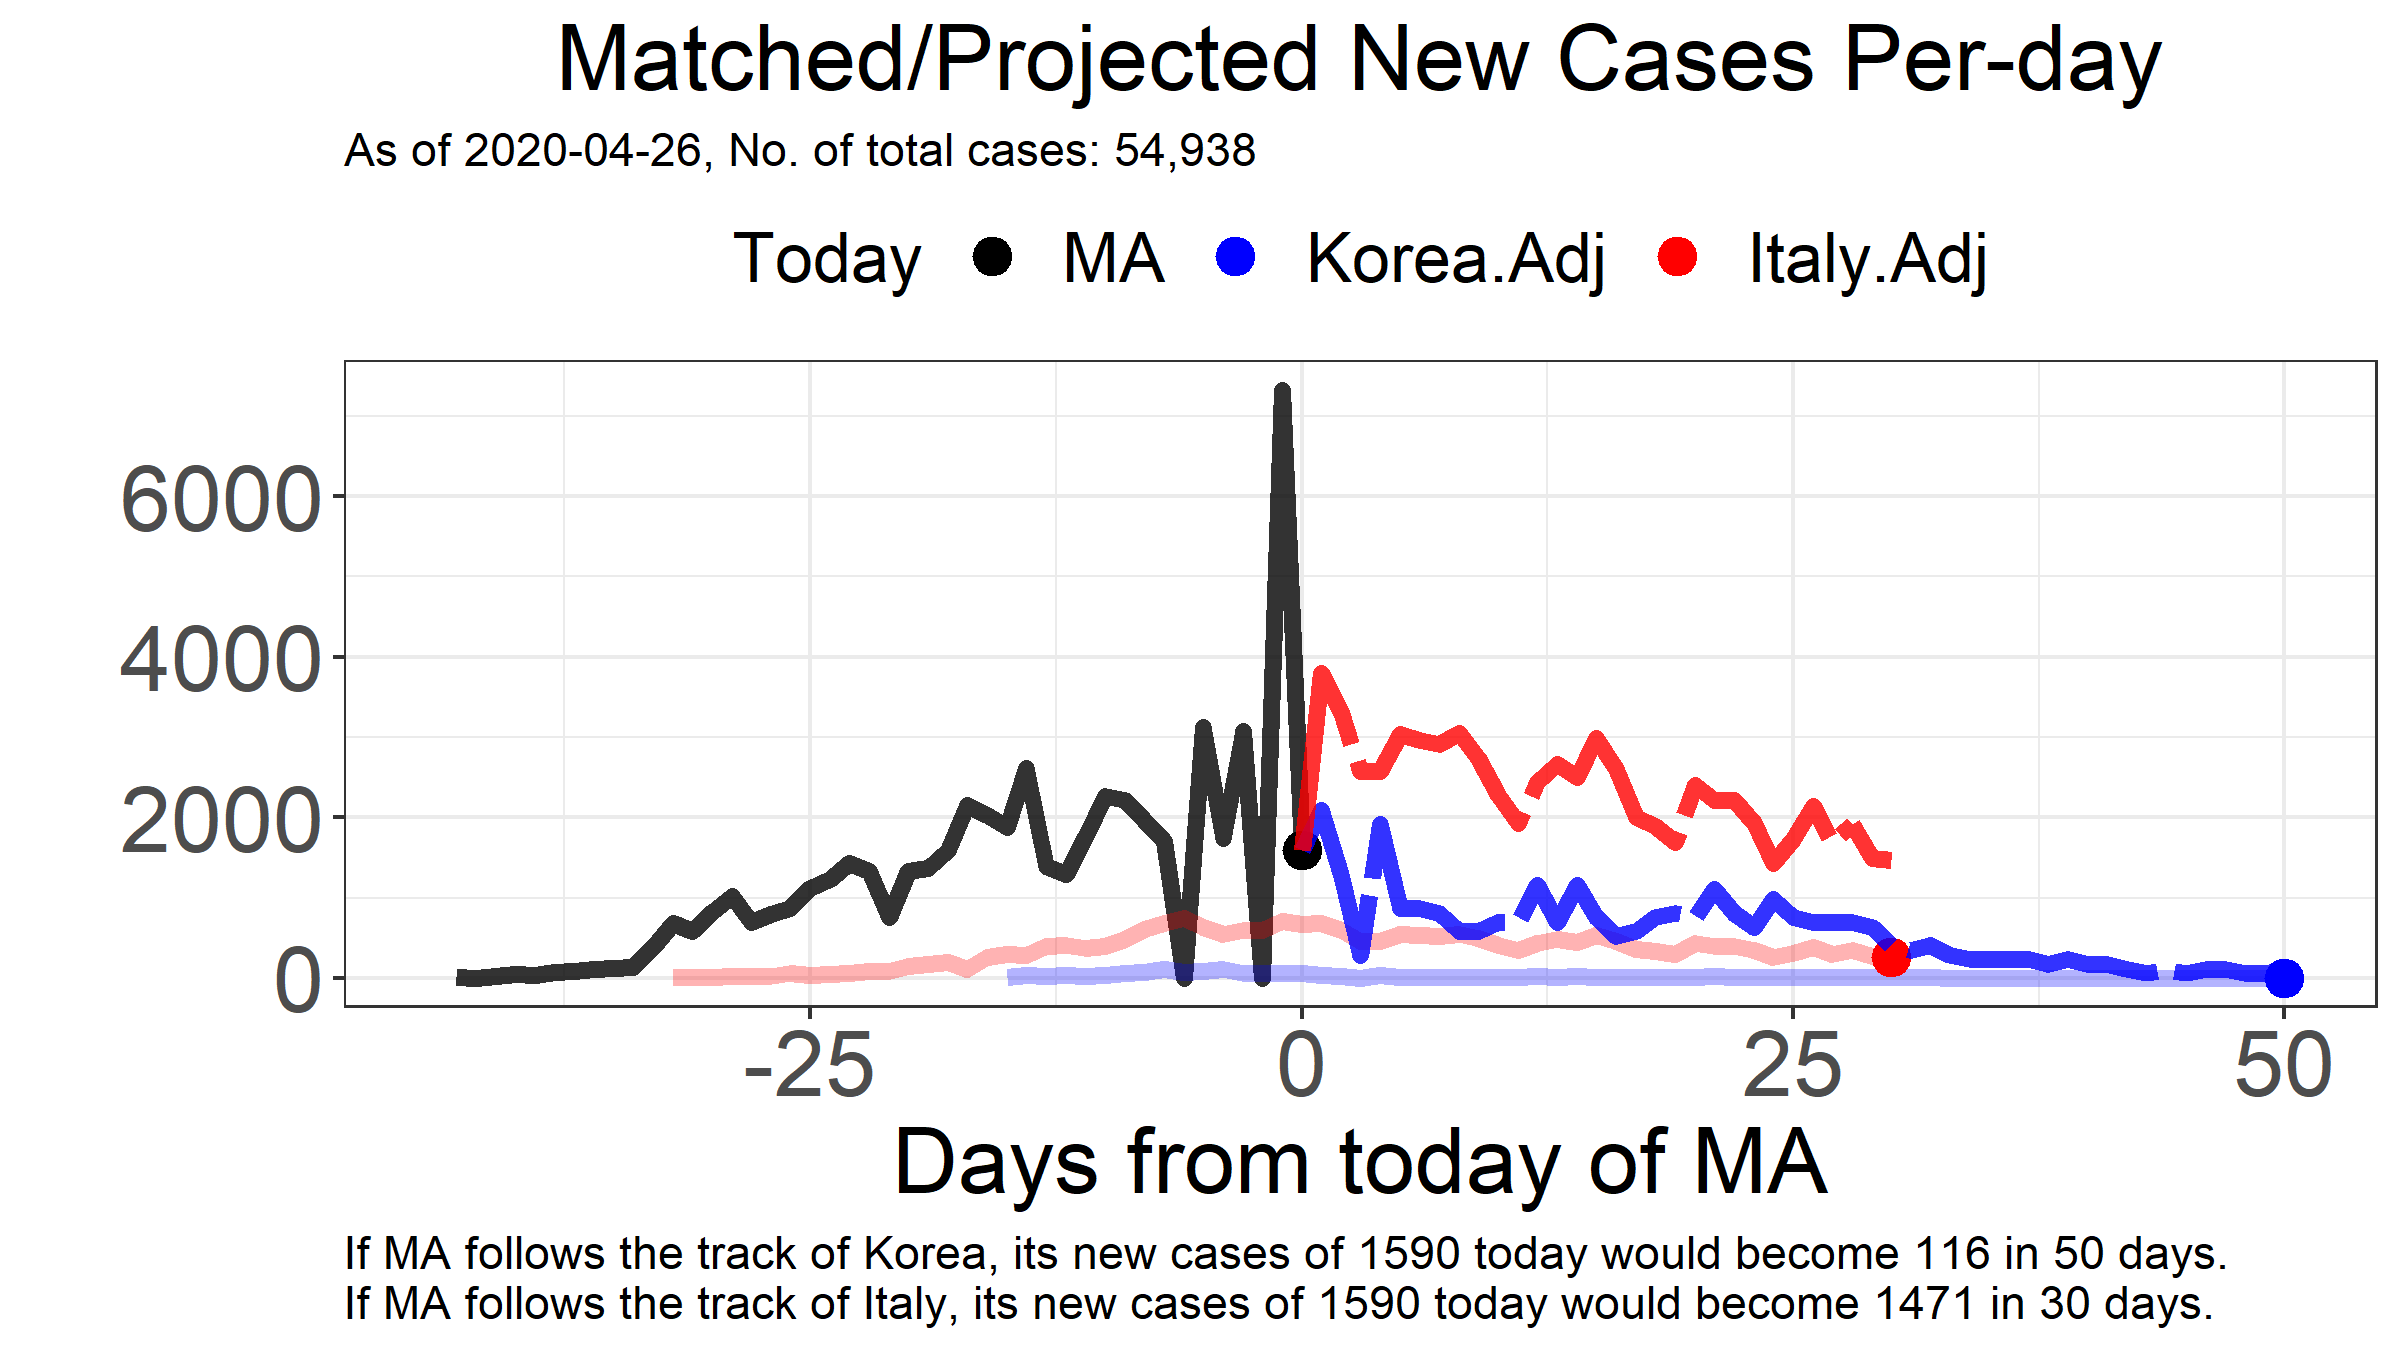 Matched/Projected New Cases Per-day
As of 2020-04-26, No. of total cases: 54,938
Today MA Korea.Adj Italy.Adj
6000
4000
2000
0
-25 0 25 50
Days from today of MA
If MA follows the track of Korea, its new cases of 1590 today would become 116 in 50 days.
If MA follows the track of Italy, its new cases of 1590 today would become 1471 in 30 days.